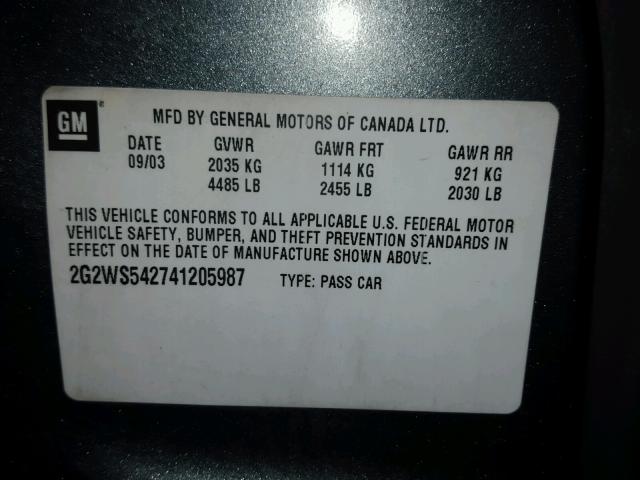 GM
MFD BY GENERAL MOTORS OF CANADA LTD.
DATE GVWR GAWR FRT GAWR RR
09/03 2035 KG 1114 KG 921 KG
4485 LB 2455 LB 2030 LB
THIS VEHICLE CONFORMS TO ALL APPLICABLE U.S. FEDERAL MOTOR
VEHICLE SAFETY, BUMPER, AND THEFT PREVENTION STANDARDS IN
EFFECT ON THE DATE OF MANUFACTURE SHOWN ABOVE.
2G2WS542741205987 TYPE: PASS CAR